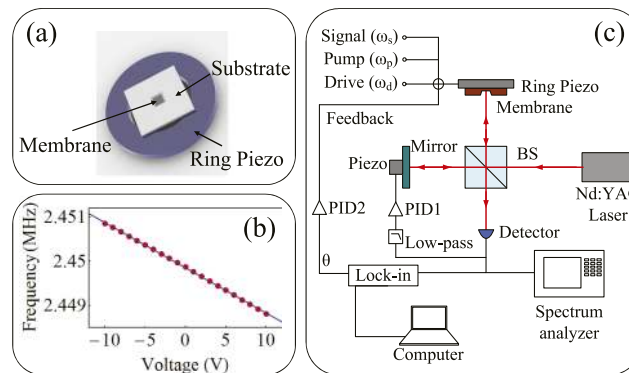 (a)
Substrate
Membrane
Ring Piezo
(b)
Frequency (MHz)
2.451
2.45
2.449
−10 −5 0 5 10
Voltage (V)
(c)
Signal (ωs)
Pump (ωp)
Drive (ωd)
Feedback
Ring Piezo
Membrane
Mirror
Piezo
BS
Nd:YAG
Laser
PID2
PID1
Low-pass
Detector
θ
Lock-in
Computer
Spectrum
analyzer